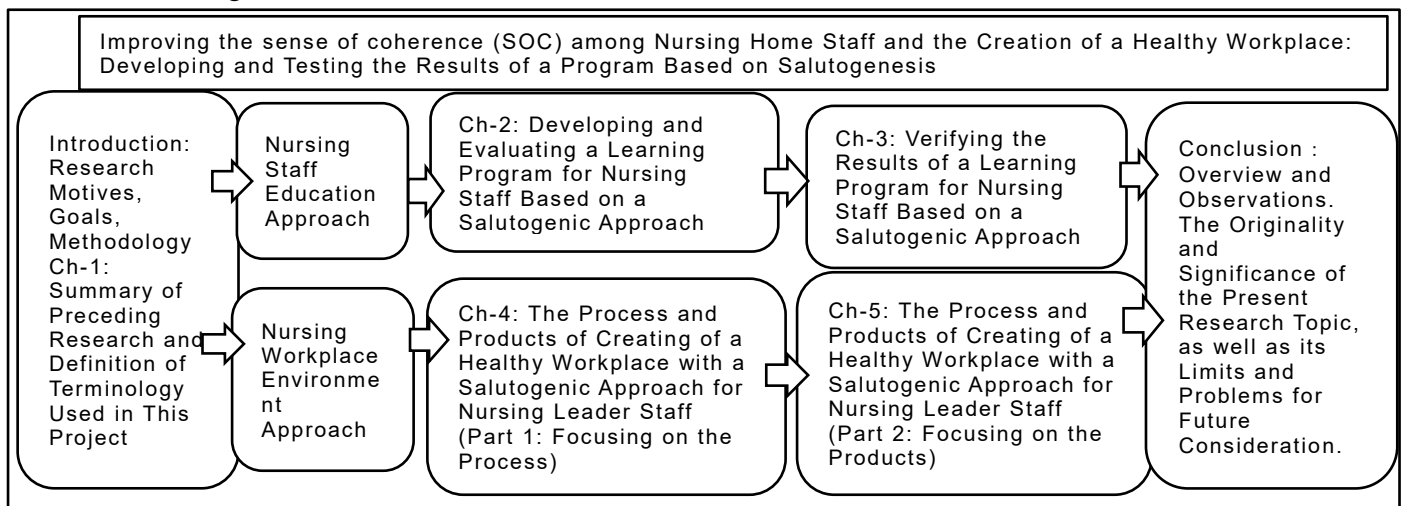 Improving the sense of coherence (SOC) among Nursing Home Staff and the Creation of a Healthy Workplace:
Developing and Testing the Results of a Program Based on Salutogenesis
Introduction:
Research
Motives,
Goals,
Methodology
Ch-1:
Summary of
Preceding
Research and
Definition of
Terminology
Used in This
Project
Nursing
Staff
Education
Approach
Ch-2: Developing and
Evaluating a Learning
Program for Nursing
Staff Based on a
Salutogenic Approach
Ch-3: Verifying the
Results of a Learning
Program for Nursing
Staff Based on a
Salutogenic Approach
Nursing
Workplace
Environme
nt
Approach
Ch-4: The Process and
Products of Creating of a
Healthy Workplace with a
Salutogenic Approach for
Nursing Leader Staff
(Part 1: Focusing on the
Process)
Ch-5: The Process and
Products of Creating of a
Healthy Workplace with a
Salutogenic Approach for
Nursing Leader Staff
(Part 2: Focusing on the
Products)
Conclusion :
Overview and
Observations.
The Originality
and
Significance of
the Present
Research Topic,
as well as its
Limits and
Problems for
Future
Consideration.